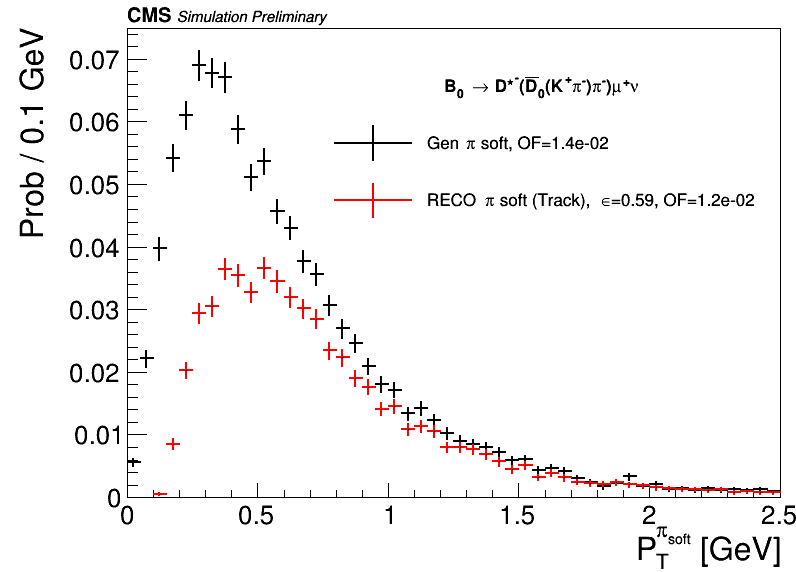 CMS Simulation Preliminary
Prob / 0.1 GeV
0.07
0.06
0.05
0.04
0.03
0.02
0.01
0
B₀ → D*⁻(D̅₀(K⁺π⁻)π⁻)μ⁺ν
Gen π soft, OF=1.4e-02
RECO π soft (Track), ϵ=0.59, OF=1.2e-02
0 0.5 1 1.5 2 2.5
P_T^{π_soft} [GeV]